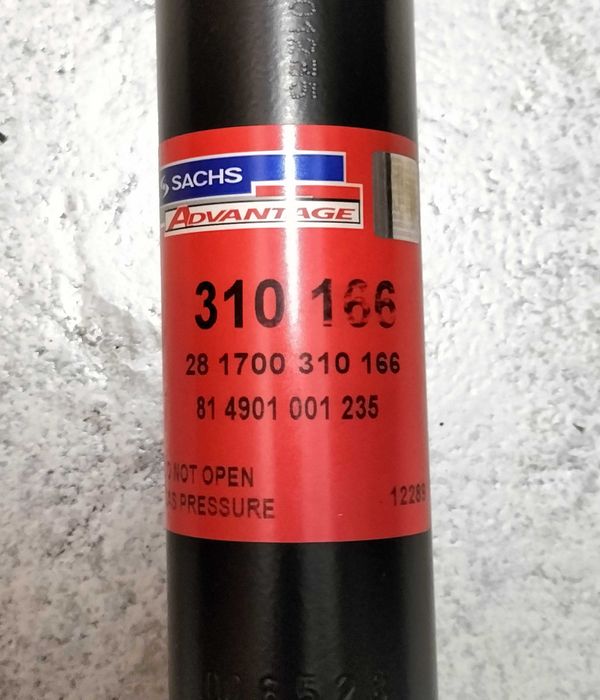 SACHS
ADVANTAGE
310 166
28 1700 310 166
81 4901 001 235
NOT OPEN
PRESSURE
12289